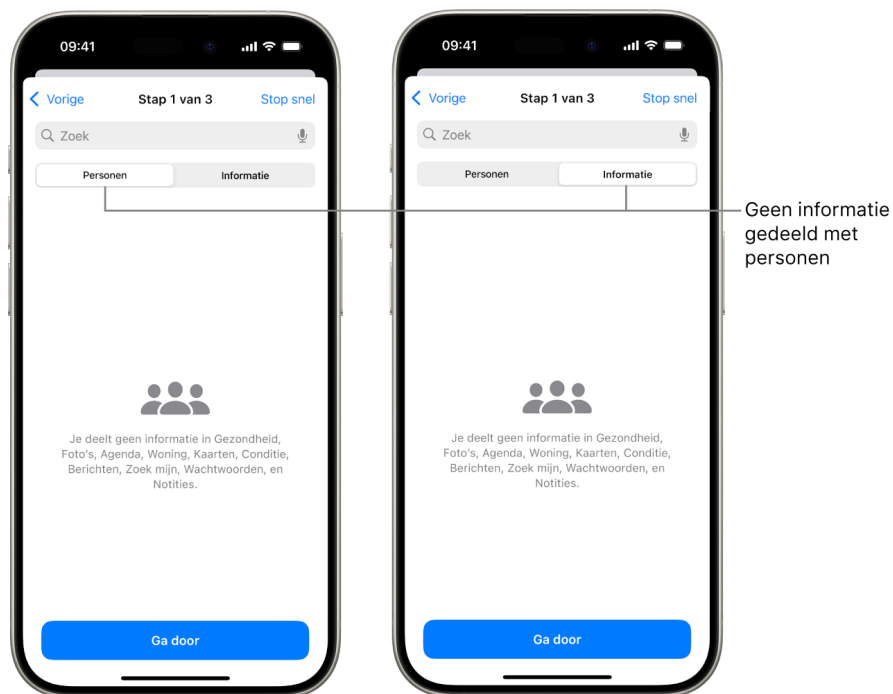 09:41
Vorige Stap 1 van 3 Stop snel
Zoek
Personen Informatie
Je deelt geen informatie in Gezondheid,
Foto's, Agenda, Woning, Kaarten, Conditie,
Berichten, Zoek mijn, Wachtwoorden, en
Notities.
Ga door
09:41
Vorige Stap 1 van 3 Stop snel
Zoek
Personen Informatie
Je deelt geen informatie in Gezondheid,
Foto's, Agenda, Woning, Kaarten, Conditie,
Berichten, Zoek mijn, Wachtwoorden, en
Notities.
Ga door
Geen informatie
gedeeld met
personen